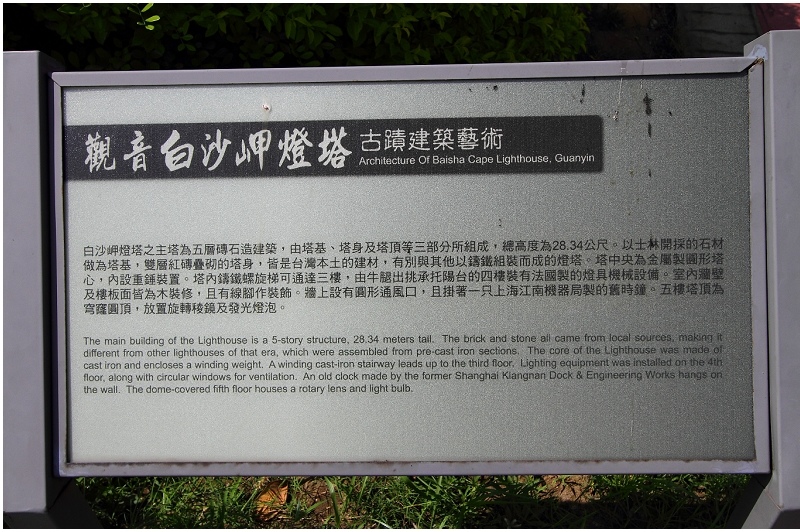 觀音白沙岬燈塔 古蹟建築藝術
Architecture Of Baisha Cape Lighthouse, Guanyin
白沙岬燈塔之主塔為五層磚石造建築，由塔基、塔身及塔頂等三部分所組成，總高度為28.34公尺。以士林開採的石材
做為塔基，雙層紅磚疊砌的塔身，皆是台灣本土的建材，有別與其他以鑄鐵組裝而成的燈塔。塔中央為金屬製圓形塔
心，內設重錘裝置。塔內鑄鐵螺旋梯可通達三樓，由牛腿出挑承托陽台的四樓裝有法國製的燈具機械設備。室內牆壁
及樓板面皆為木裝修，且有線腳作裝飾。牆上設有圓形通風口，且掛著一只上海江南機器局製的舊時鐘。五樓塔頂為
穹窿圓頂，放置旋轉稜鏡及發光燈泡。
The main building of the Lighthouse is a 5-story structure, 28.34 meters tall. The brick and stone all came from local sources, making it
different from other lighthouses of that era, which were assembled from pre-cast iron sections. The core of the Lighthouse was made of
cast iron and encloses a winding weight. A winding cast-iron stairway leads up to the third floor. Lighting equipment was installed on the 4th
floor, along with circular windows for ventilation. An old clock made by the former Shanghai Kiangnan Dock & Engineering Works hangs on
the wall. The dome-covered fifth floor houses a rotary lens and light bulb.